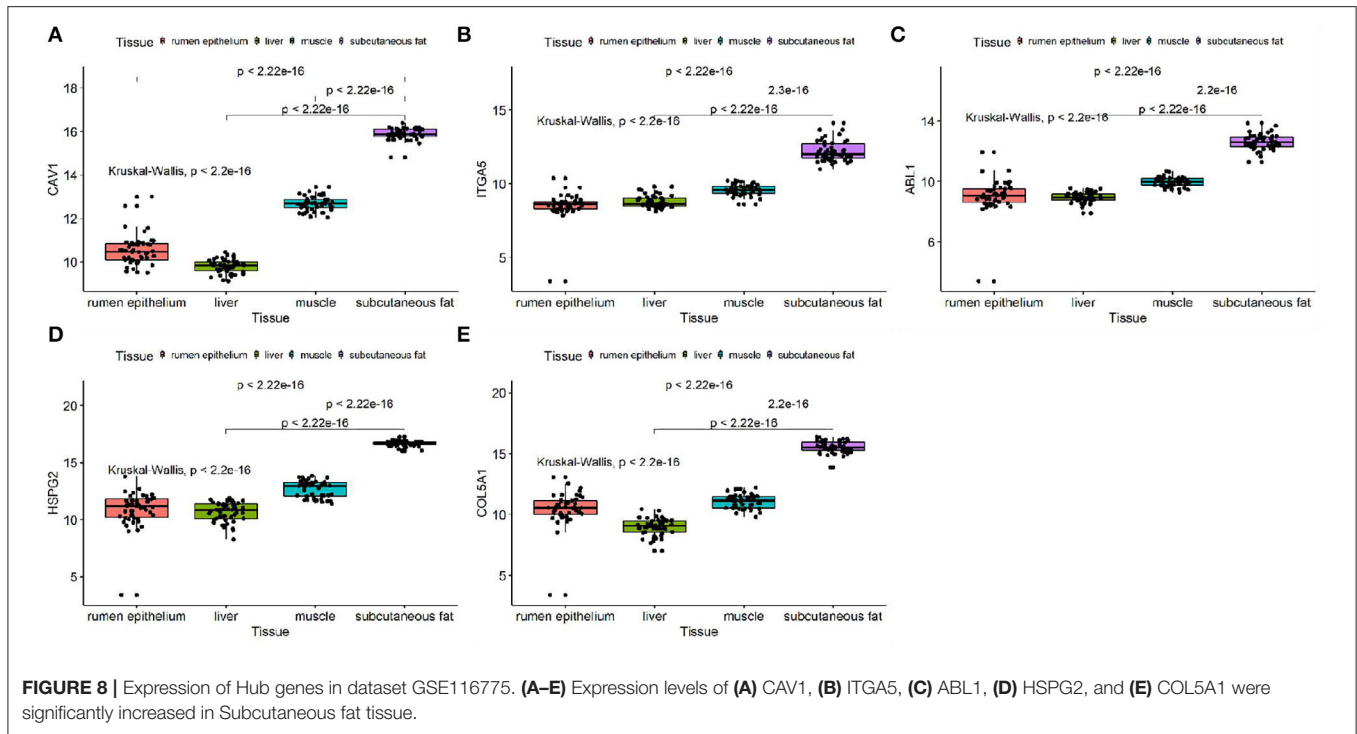 A
Tissue rumen epithelium liver muscle subcutaneous fat
p < 2.22e-16
p < 2.22e-16
p < 2.22e-16
Kruskal-Wallis, p < 2.2e-16
CAV1
18
16
14
12
10
rumen epithelium liver muscle subcutaneous fat
Tissue
B
Tissue rumen epithelium liver muscle subcutaneous fat
p < 2.22e-16
2.3e-16
p < 2.22e-16
Kruskal-Wallis, p < 2.2e-16
ITGA5
15
10
5
rumen epithelium liver muscle subcutaneous fat
Tissue
C
Tissue rumen epithelium liver muscle subcutaneous fat
p < 2.22e-16
2.2e-16
p < 2.22e-16
Kruskal-Wallis, p < 2.2e-16
ABL1
14
10
6
rumen epithelium liver muscle subcutaneous fat
Tissue
D
Tissue rumen epithelium liver muscle subcutaneous fat
p < 2.22e-16
p < 2.22e-16
p < 2.22e-16
Kruskal-Wallis, p < 2.2e-16
HSPG2
20
15
10
5
rumen epithelium liver muscle subcutaneous fat
Tissue
E
Tissue rumen epithelium liver muscle subcutaneous fat
p < 2.22e-16
2.2e-16
p < 2.22e-16
Kruskal-Wallis, p < 2.2e-16
COL5A1
20
15
10
5
rumen epithelium liver muscle subcutaneous fat
Tissue
FIGURE 8 | Expression of Hub genes in dataset GSE116775. (A–E) Expression levels of (A) CAV1, (B) ITGA5, (C) ABL1, (D) HSPG2, and (E) COL5A1 were
significantly increased in Subcutaneous fat tissue.